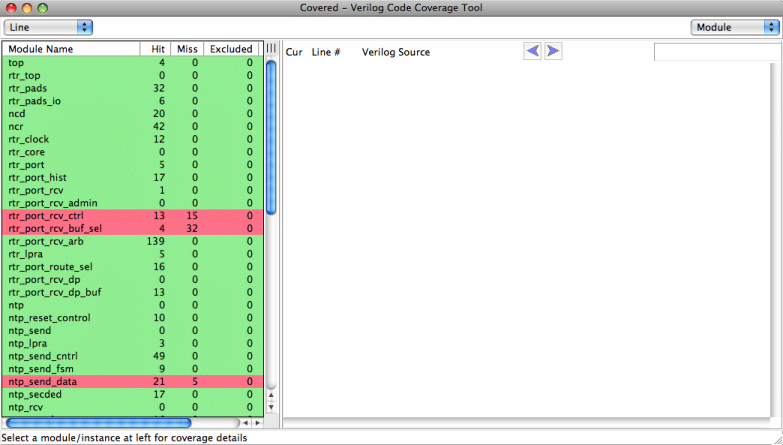 Covered - Verilog Code Coverage Tool
Line Module
Module Name Hit Miss Excluded Cur Line # Verilog Source
top 4 0 0
rtr_top 0 0 0
rtr_pads 32 0 0
rtr_pads_io 6 0 0
ncd 20 0 0
ncr 42 0 0
rtr_clock 12 0 0
rtr_core 0 0 0
rtr_port 5 0 0
rtr_port_hist 17 0 0
rtr_port_rcv 1 0 0
rtr_port_rcv_admin 0 0 0
rtr_port_rcv_ctrl 13 15 0
rtr_port_rcv_buf_sel 4 32 0
rtr_port_rcv_arb 139 0 0
rtr_lpra 5 0 0
rtr_port_route_sel 16 0 0
rtr_port_rcv_dp 0 0 0
rtr_port_rcv_dp_buf 13 0 0
ntp 0 0 0
ntp_reset_control 10 0 0
ntp_send 0 0 0
ntp_lpra 3 0 0
ntp_send_cntrl 49 0 0
ntp_send_fsm 9 0 0
ntp_send_data 21 5 0
ntp_secded 17 0 0
ntp_rcv 0 0 0
Select a module/instance at left for coverage details